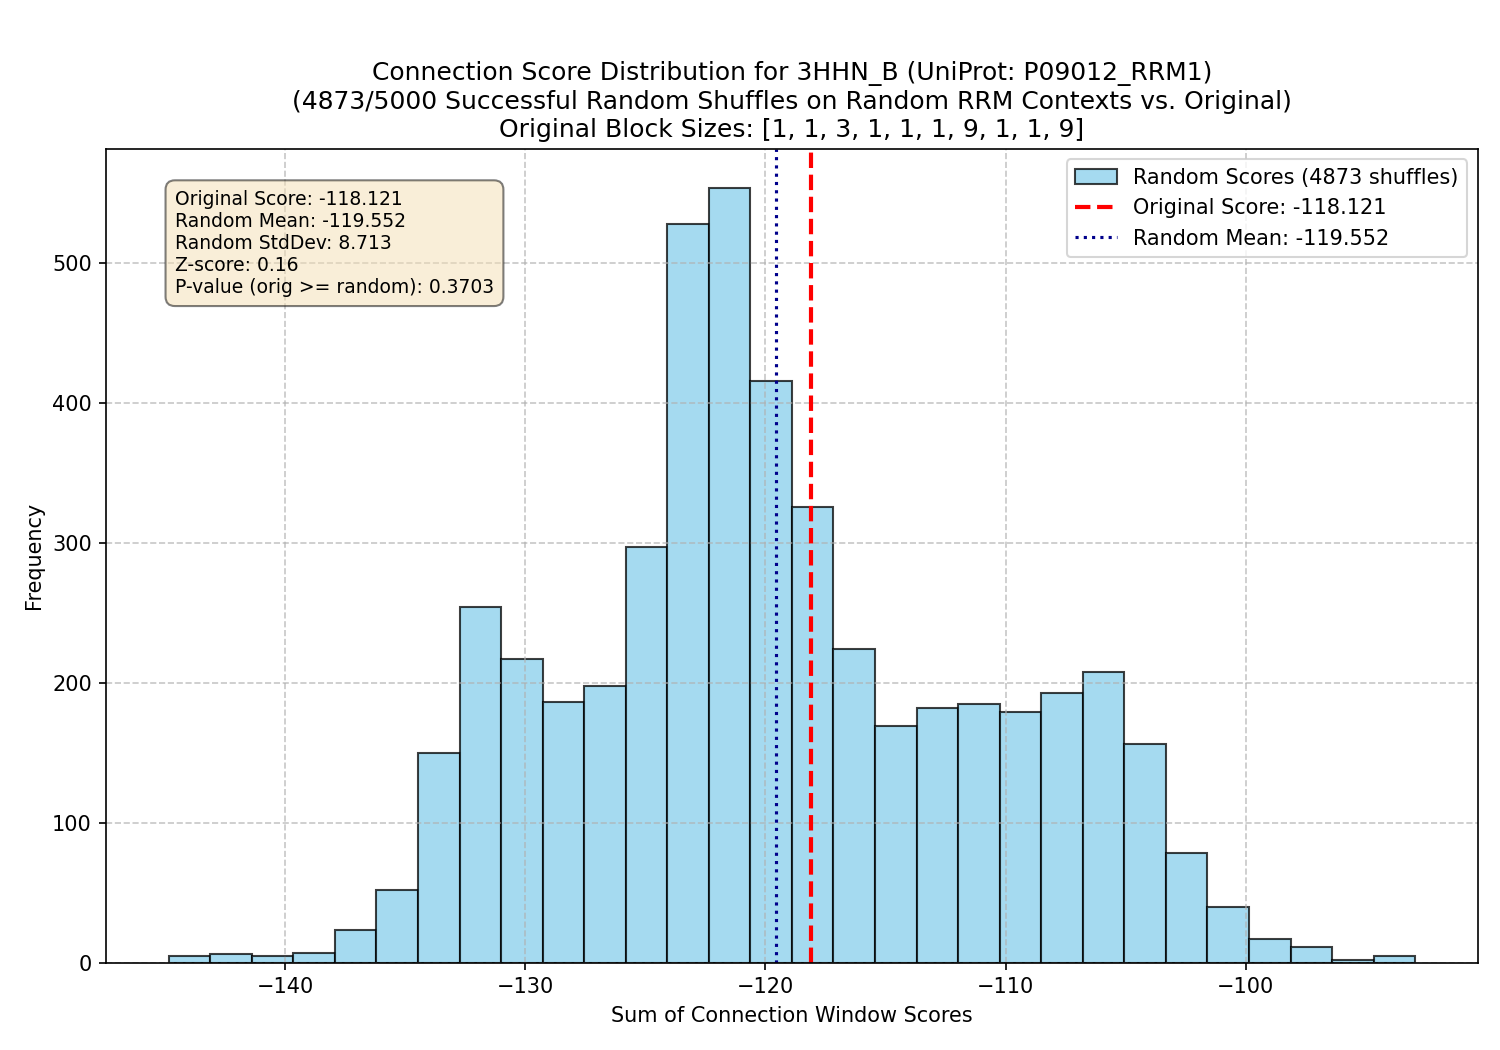 Connection Score Distribution for 3HHN_B (UniProt: P09012_RRM1)
(4873/5000 Successful Random Shuffles on Random RRM Contexts vs. Original)
Original Block Sizes: [1, 1, 3, 1, 1, 1, 9, 1, 1, 9]
Original Score: -118.121
Random Mean: -119.552
Random StdDev: 8.713
Z-score: 0.16
P-value (orig >= random): 0.3703
Random Scores (4873 shuffles)
Original Score: -118.121
Random Mean: -119.552
Frequency
500
400
300
200
100
0
−140
−130
−120
−110
−100
Sum of Connection Window Scores